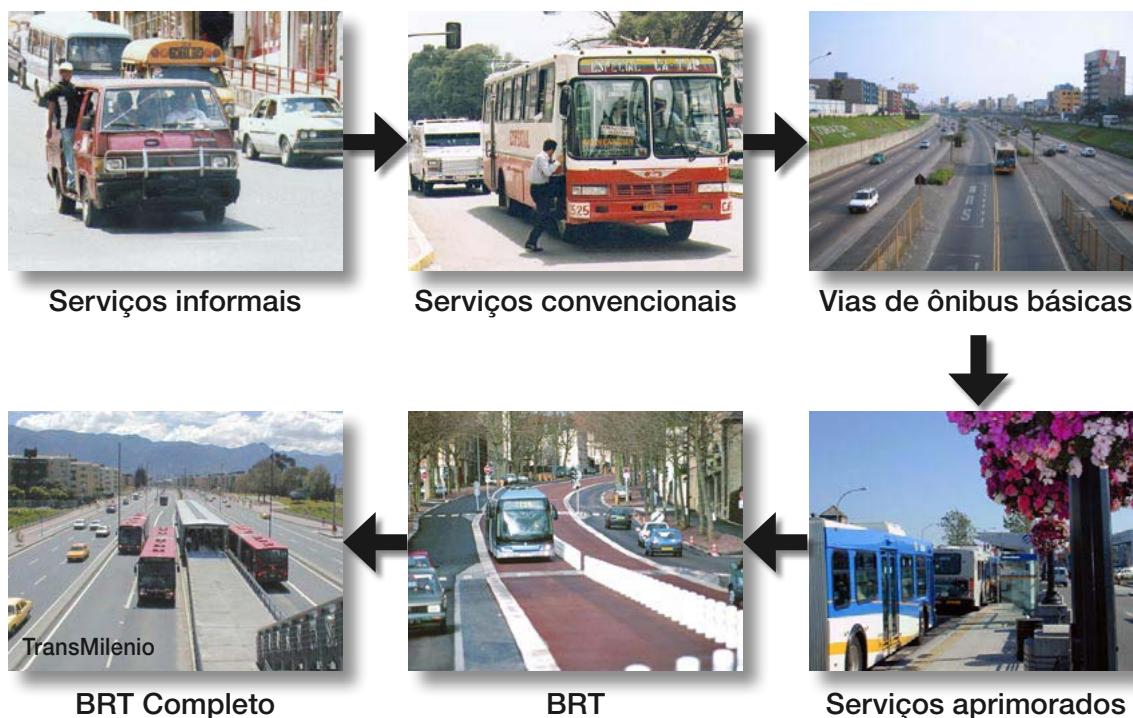 Serviços informais
Serviços convencionais
Vias de ônibus básicas
TransMilenio
BRT Completo
BRT
Serviços aprimorados